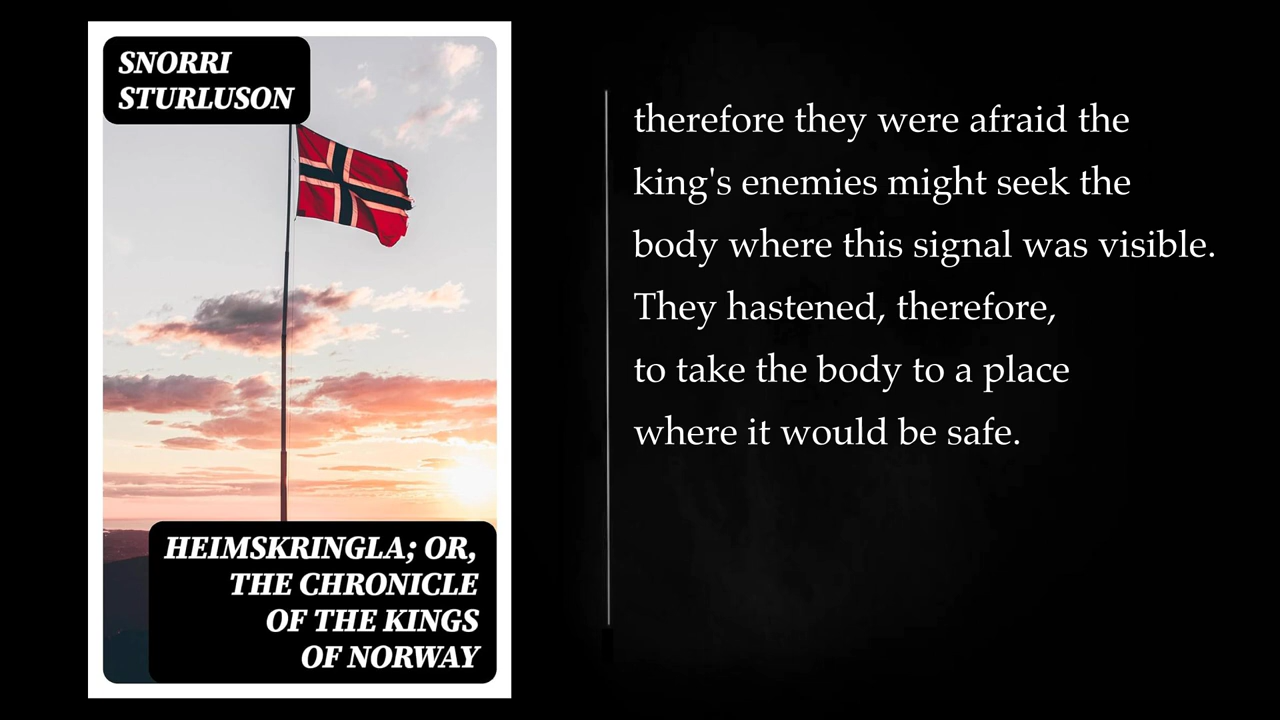 SNORRI
STURLUSON
HEIMSKRINGLA; OR,
THE CHRONICLE
OF THE KINGS
OF NORWAY
therefore they were afraid the
king's enemies might seek the
body where this signal was visible.
They hastened, therefore,
to take the body to a place
where it would be safe.